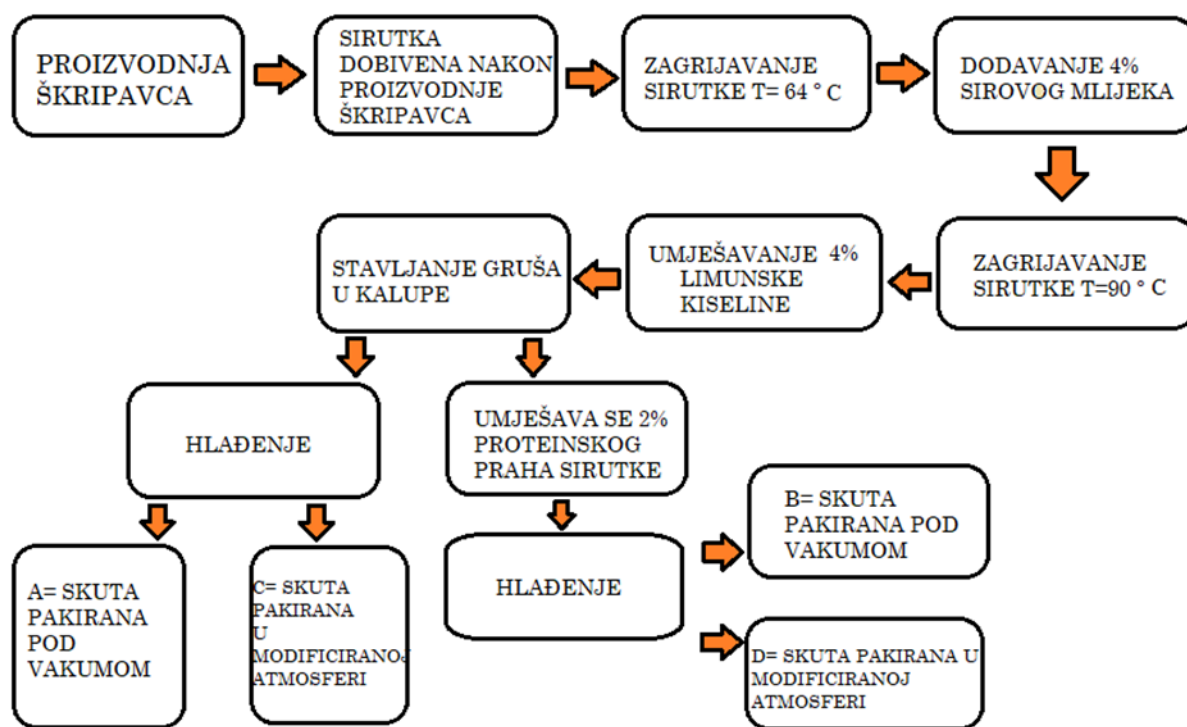 PROIZVODNJA
ŠKRIPAVCA
SIRUTKA
DOBIVENA NAKON
PROIZVODNJE
ŠKRIPAVCA
ZAGRIJAVANJE
SIRUTKE T= 64 ° C
DODAVANJE 4%
SIROVOG MLIJEKA
ZAGRIJAVANJE
SIRUTKE T=90 ° C
UMJEŠAVANJE 4%
LIMUNSKE
KISELINE
STAVLJANJE GRUŠA
U KALUPE
HLAĐENJE
UMJEŠAVA SE 2%
PROTEINSKOG
PRAHA SIRUTKE
A= SKUTA
PAKIRANA
POD
VAKUMOM
C= SKUTA
PAKIRANA
U
MODIFICIRANOJ
ATMOSFERI
HLAĐENJE
B= SKUTA
PAKIRANA POD
VAKUMOM
D= SKUTA PAKIRANA U
MODIFICIRANOJ
ATMOSFERI